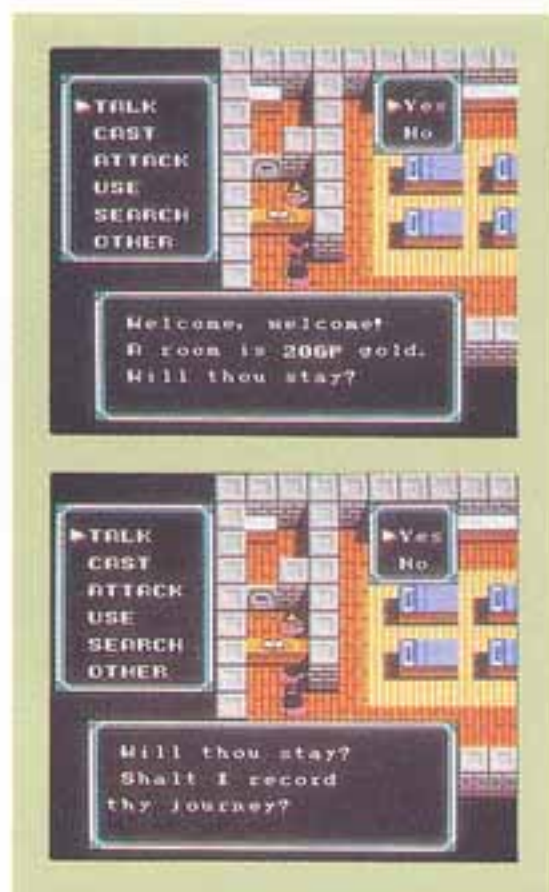 TALK
CAST
ATTACK
USE
SEARCH
OTHER
Yes
No
Welcome, welcome!
A room is 20GP gold.
Will thou stay?
TALK
CAST
ATTACK
USE
SEARCH
OTHER
Yes
No
Will thou stay?
Shalt I record
thy journey?